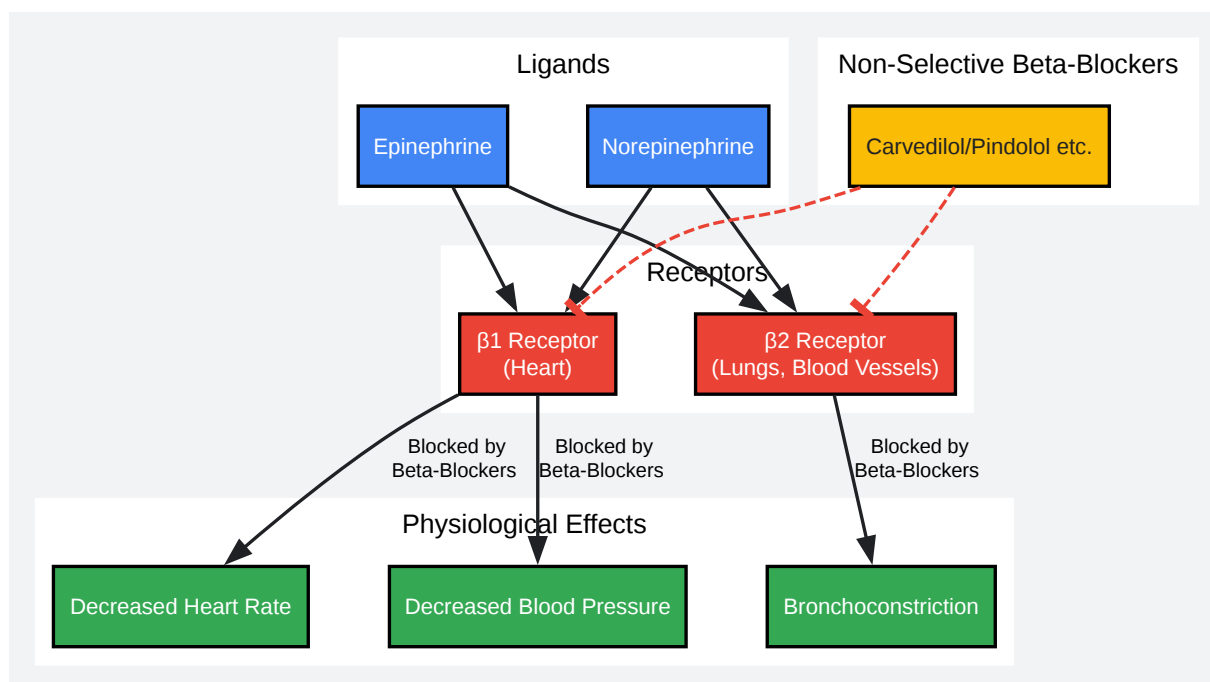 Ligands
Non-Selective Beta-Blockers
Epinephrine
Norepinephrine
Carvedilol/Pindolol etc.
Receptors
β1 Receptor
(Heart)
β2 Receptor
(Lungs, Blood Vessels)
Blocked by
Beta-Blockers
Blocked by
Beta-Blockers
Blocked by
Beta-Blockers
Physiological Effects
Decreased Heart Rate
Decreased Blood Pressure
Bronchoconstriction